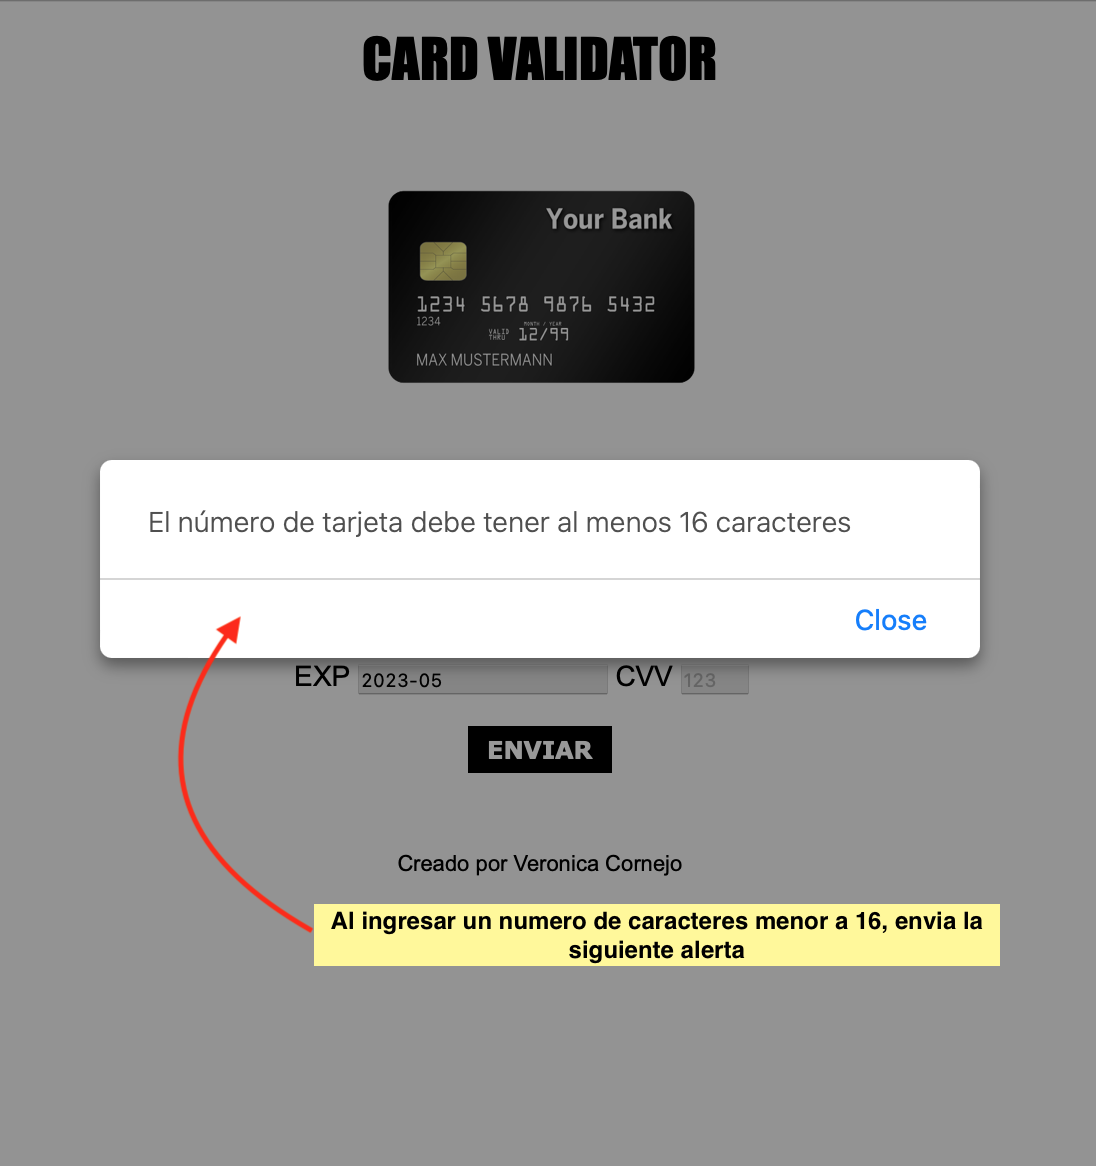 CARD VALIDATOR
Your Bank
1234 5678 9876 5432
1234
MONTH / YEAR
VALID
THRU
12/99
MAX MUSTERMANN
El número de tarjeta debe tener al menos 16 caracteres
Close
EXP 2023-05 CVV 123
ENVIAR
Creado por Veronica Cornejo
Al ingresar un numero de caracteres menor a 16, envia la
siguiente alerta